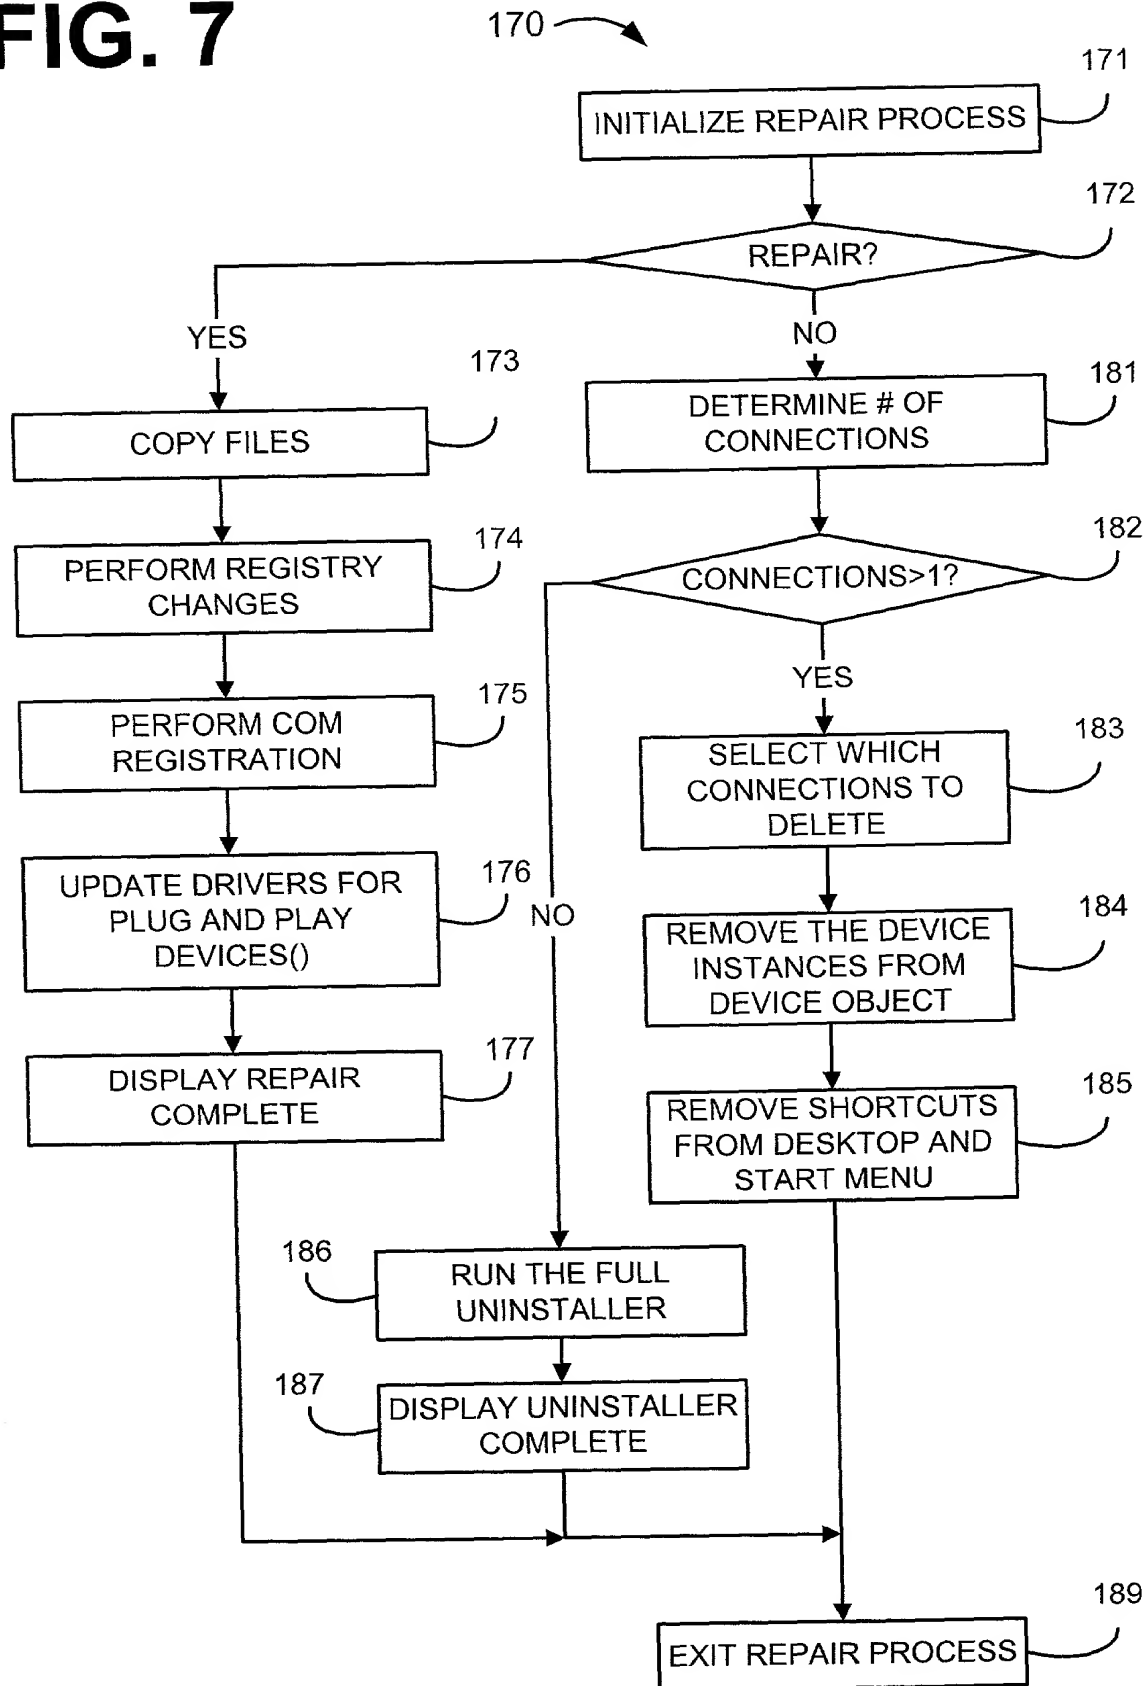 FIG. 7
170
171
INITIALIZE REPAIR PROCESS
172
REPAIR?
YES
NO
173
COPY FILES
181
DETERMINE # OF
CONNECTIONS
174
PERFORM REGISTRY
CHANGES
182
CONNECTIONS>1?
YES
175
PERFORM COM
REGISTRATION
183
SELECT WHICH
CONNECTIONS TO
DELETE
176
UPDATE DRIVERS FOR
PLUG AND PLAY
DEVICES()
NO
184
REMOVE THE DEVICE
INSTANCES FROM
DEVICE OBJECT
177
DISPLAY REPAIR
COMPLETE
185
REMOVE SHORTCUTS
FROM DESKTOP AND
START MENU
186
RUN THE FULL
UNINSTALLER
187
DISPLAY UNINSTALLER
COMPLETE
189
EXIT REPAIR PROCESS